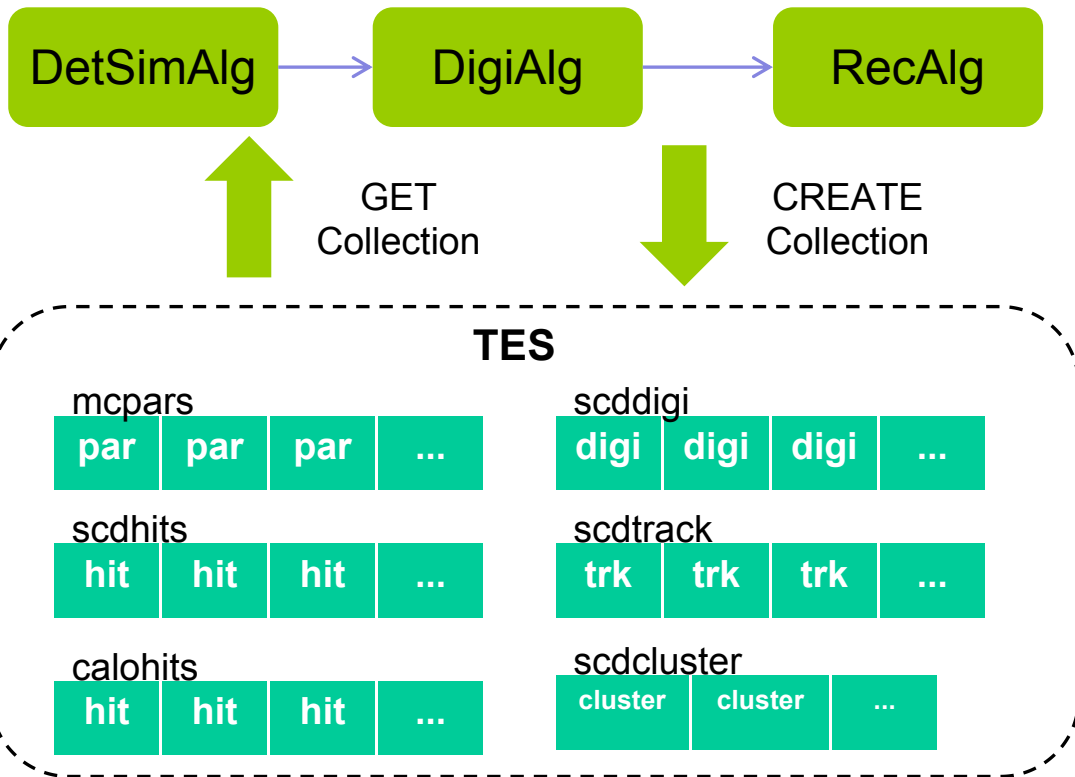 DetSimAlg DigiAlg RecAlg
GET
Collection
CREATE
Collection
TES
mcpars
par par par ...
scdhits
hit hit hit ...
calohits
hit hit hit ...
scddigi
digi digi digi ...
scdtrack
trk trk trk ...
scdcluster
cluster cluster ...